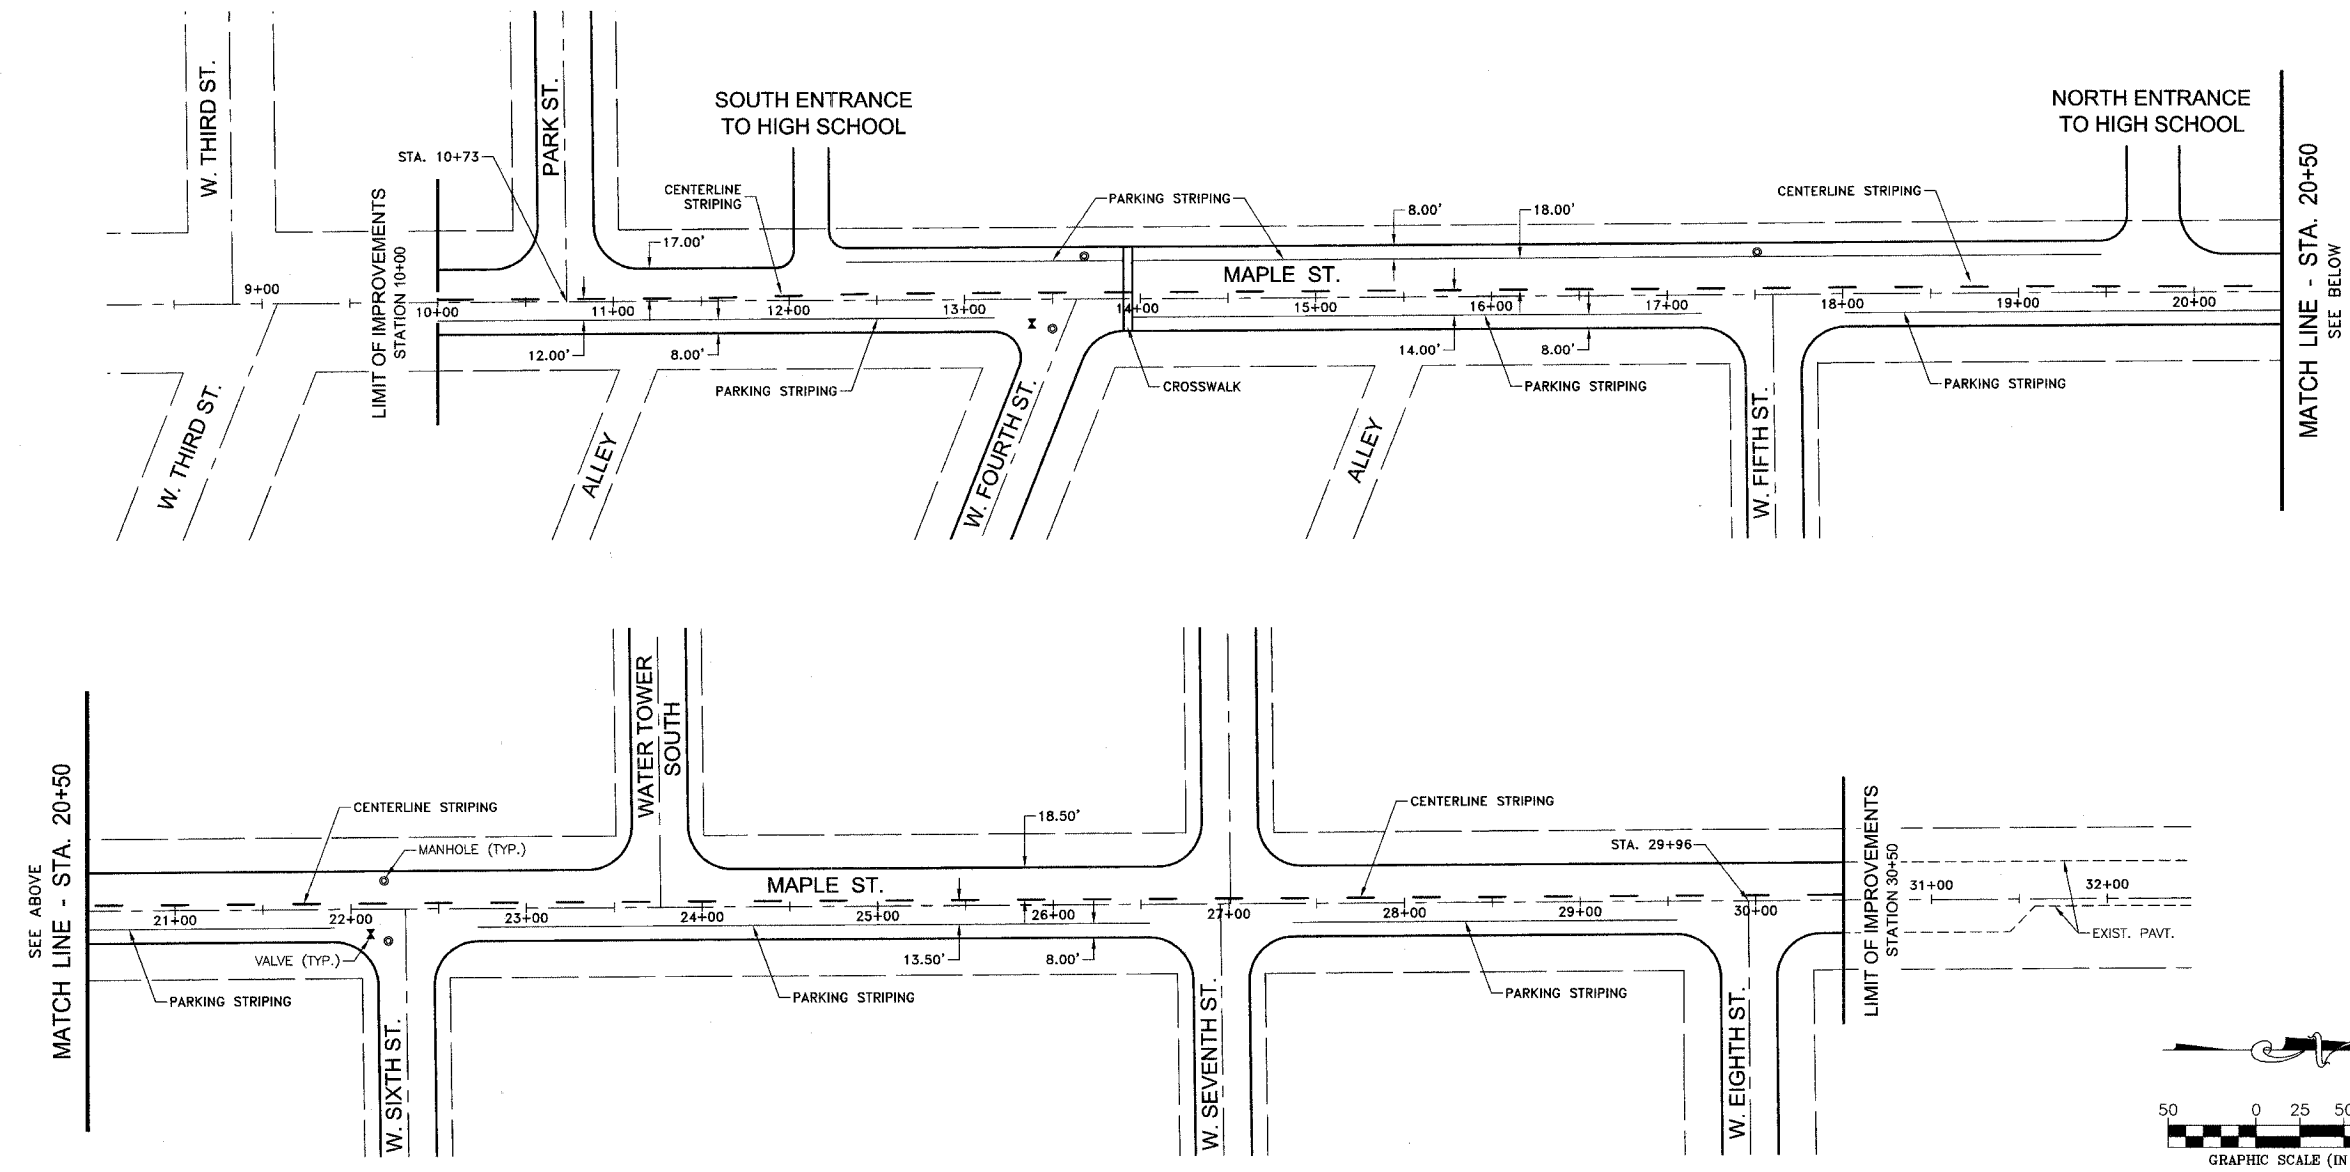 W. THIRD ST.
PARK ST.
SOUTH ENTRANCE
TO HIGH SCHOOL
NORTH ENTRANCE
TO HIGH SCHOOL
STA. 10+73
CENTERLINE
STRIPING
PARKING STRIPING
8.00'
18.00'
CENTERLINE STRIPING
17.00'
MAPLE ST.
LIMIT OF IMPROVEMENTS
STATION 10+00
MATCH LINE - STA. 20+50
SEE BELOW
9+00
10+00
11+00
12+00
13+00
14+00
15+00
16+00
17+00
18+00
19+00
20+00
12.00'
8.00'
14.00'
8.00'
PARKING STRIPING
CROSSWALK
PARKING STRIPING
PARKING STRIPING
W. THIRD ST.
ALLEY
W. FOURTH ST.
ALLEY
W. FIFTH ST.
SEE ABOVE
MATCH LINE - STA. 20+50
WATER TOWER
SOUTH
CENTERLINE STRIPING
MANHOLE (TYP.)
18.50'
CENTERLINE STRIPING
STA. 29+96
MAPLE ST.
LIMIT OF IMPROVEMENTS
STATION 30+50
21+00
22+00
23+00
24+00
25+00
26+00
27+00
28+00
29+00
30+00
31+00
32+00
EXIST. PAVT.
VALVE (TYP.)
13.50'
8.00'
PARKING STRIPING
PARKING STRIPING
PARKING STRIPING
W. SIXTH ST.
W. SEVENTH ST.
W. EIGHTH ST.
50 0 25 50
GRAPHIC SCALE (IN